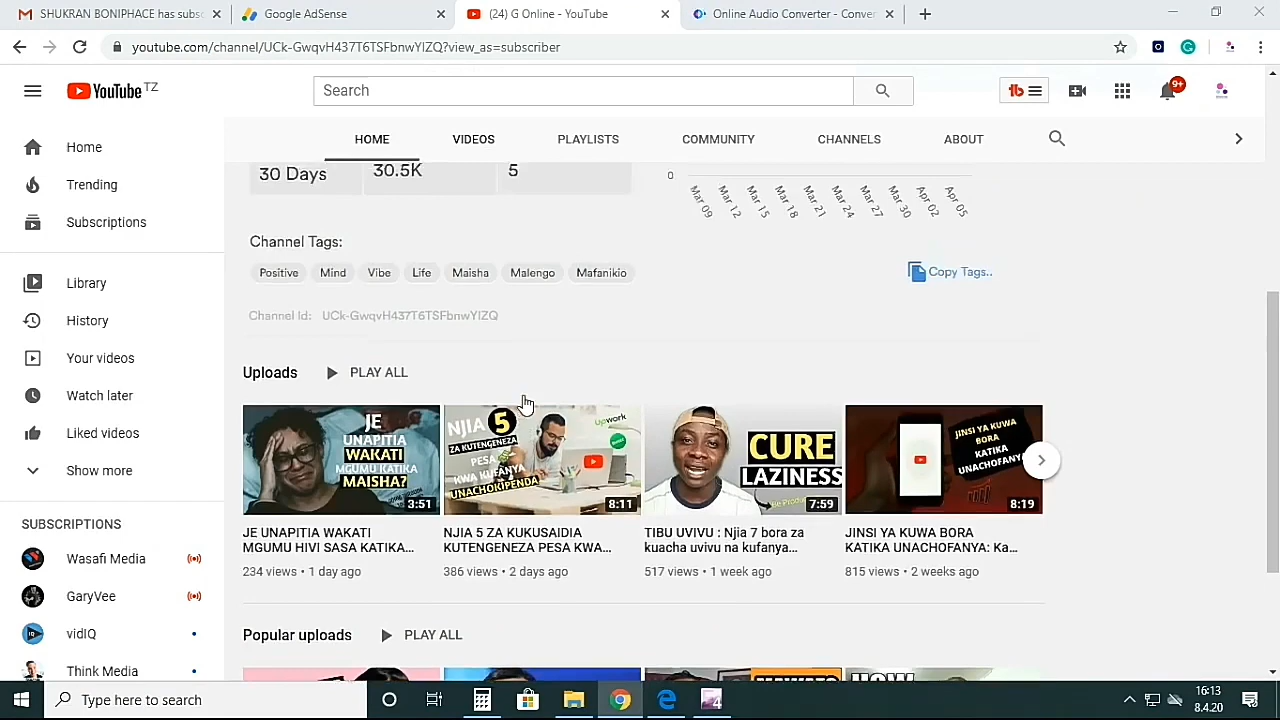 SHUKRAN BONIPHACE has subsc
Google AdSense
(24) G Online - YouTube
Online Audio Converter - Conver
youtube.com/channel/UCk-GwqvH437T6TSFbnwYIZQ?view_as=subscriber
YouTube TZ
Search
tb
9+
HOME
VIDEOS
PLAYLISTS
COMMUNITY
CHANNELS
ABOUT
Home
Trending
Subscriptions
Library
History
Your videos
Watch later
Liked videos
Show more
SUBSCRIPTIONS
Wasafi Media
GaryVee
vidIQ
Think Media
30 Days
30.5K
5
0
Mar 09
Mar 12
Mar 15
Mar 18
Mar 21
Mar 24
Mar 27
Mar 30
Apr 02
Apr 05
Channel Tags:
Positive
Mind
Vibe
Life
Maisha
Malengo
Mafanikio
Copy Tags..
Channel Id: UCk-GwqvH437T6TSFbnwYIZQ
Uploads
PLAY ALL
JE
UNAPITIA
WAKATI
MGUMU KATIKA
MAISHA?
3:51
NJIA 5
ZA KUTENGENEZA
PESA
KWA KUFANYA
UNACHOKIPENDA
Upwork
8:11
CURE
LAZINESS
7:59
JINSI YA KUWA
BORA
KATIKA
UNACHOFANYA
8:19
JE UNAPITIA WAKATI
MGUMU HIVI SASA KATIKA...
234 views • 1 day ago
NJIA 5 ZA KUKUSAIDIA
KUTENGENEZA PESA KWA...
386 views • 2 days ago
TIBU UVIVU : Njia 7 bora za
kuacha uvivu na kufanya...
517 views • 1 week ago
JINSI YA KUWA BORA
KATIKA UNACHOFANYA: Ka...
815 views • 2 weeks ago
Popular uploads
PLAY ALL
Type here to search
16:13
8.4.20